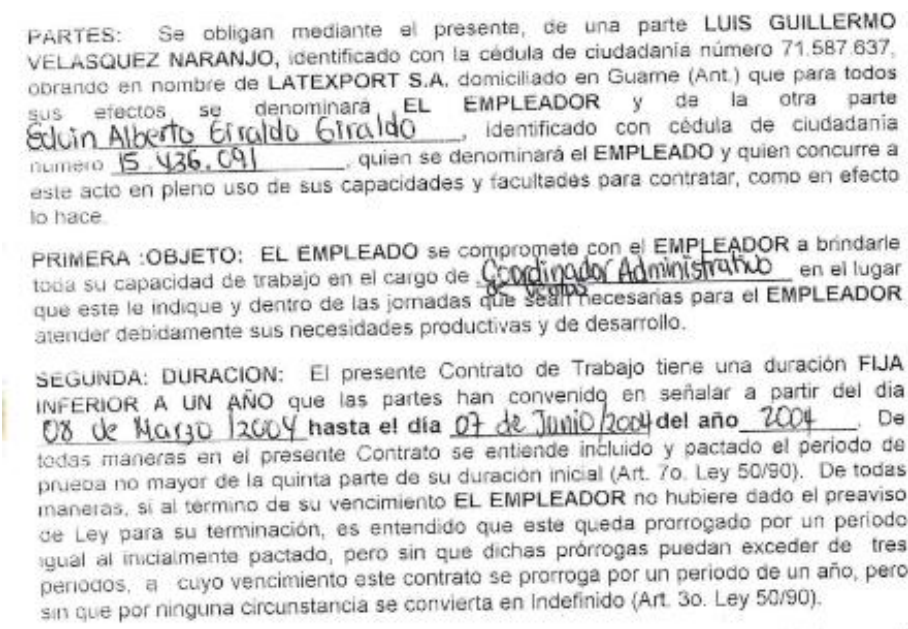 PARTES: Se obligan mediante el presente, de una parte LUIS GUILLERMO
VELASQUEZ NARANJO, identificado con la cédula de ciudadanía número 71.587.637,
obrando en nombre de LATEXPORT S.A. domiciliado en Guarne (Ant.) que para todos
sus efectos se denominará EL EMPLEADOR y de la otra parte
Edwin Alberto Giraldo Giraldo, identificado con cédula de ciudadanía
numero 15.436.091, quien se denominará el EMPLEADO y quien concurre a
este acto en pleno uso de sus capacidades y facultades para contratar, como en efecto
lo hace.
PRIMERA :OBJETO: EL EMPLEADO se compromete con el EMPLEADOR a brindarle
toda su capacidad de trabajo en el cargo de Coordinador Administrativo en el lugar
de ventas
que este le indique y dentro de las jornadas que sean necesarias para el EMPLEADOR
atender debidamente sus necesidades productivas y de desarrollo.
SEGUNDA: DURACION: El presente Contrato de Trabajo tiene una duración FIJA
INFERIOR A UN AÑO que las partes han convenido en señalar a partir del dia
08 de Marzo /2004 hasta el día 07 de Junio/2004 del año 2004. De
todas maneras en el presente Contrato se entiende incluido y pactado el periodo de
prueba no mayor de la quinta parte de su duración inicial (Art. 7o. Ley 50/90). De todas
maneras, si al término de su vencimiento EL EMPLEADOR no hubiere dado el preaviso
de Ley para su terminación, es entendido que este queda prorrogado por un periodo
igual al inicialmente pactado, pero sin que dichas prórrogas puedan exceder de tres
periodos, a cuyo vencimiento este contrato se prorroga por un periodo de un año, pero
sin que por ninguna circunstancia se convierta en Indefinido (Art. 3o. Ley 50/90).